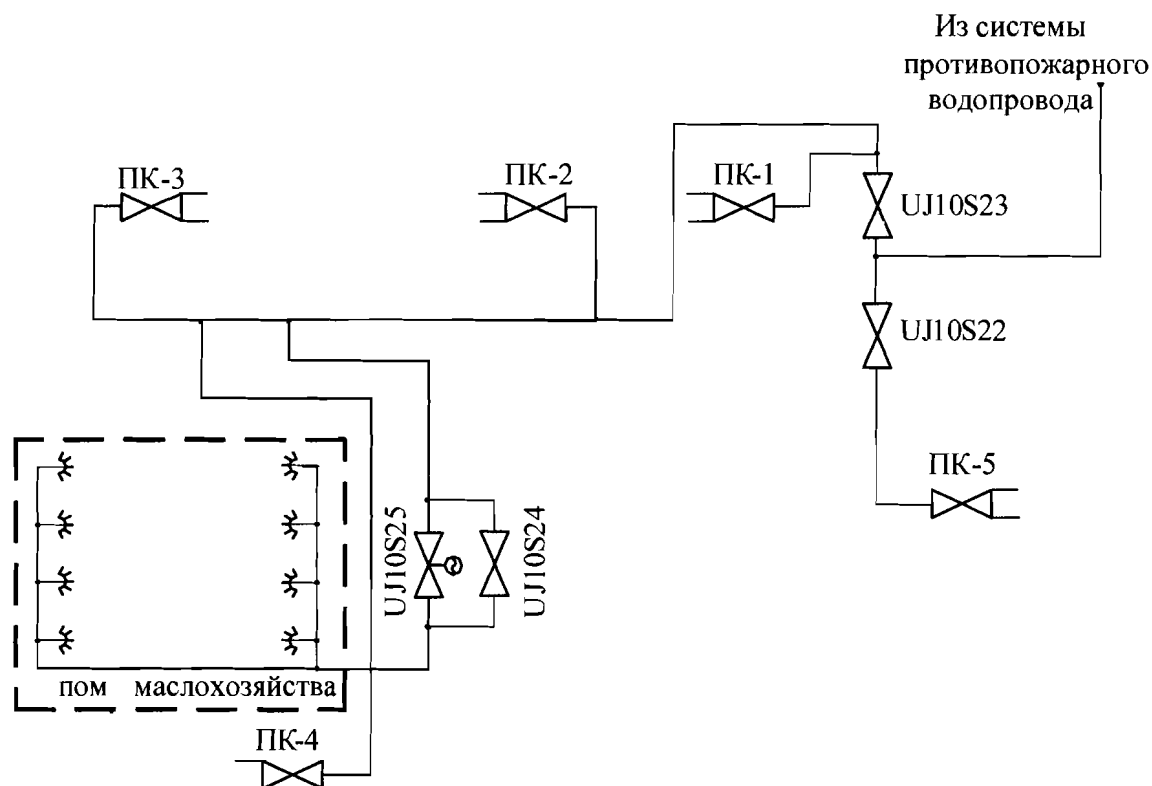 Из системы
противопожарного
водопровода
ПК-3
ПК-2
ПК-1
UJ10S23
UJ10S22
ПК-5
UJ10S25
UJ10S24
пом маслохозяйства
ПК-4